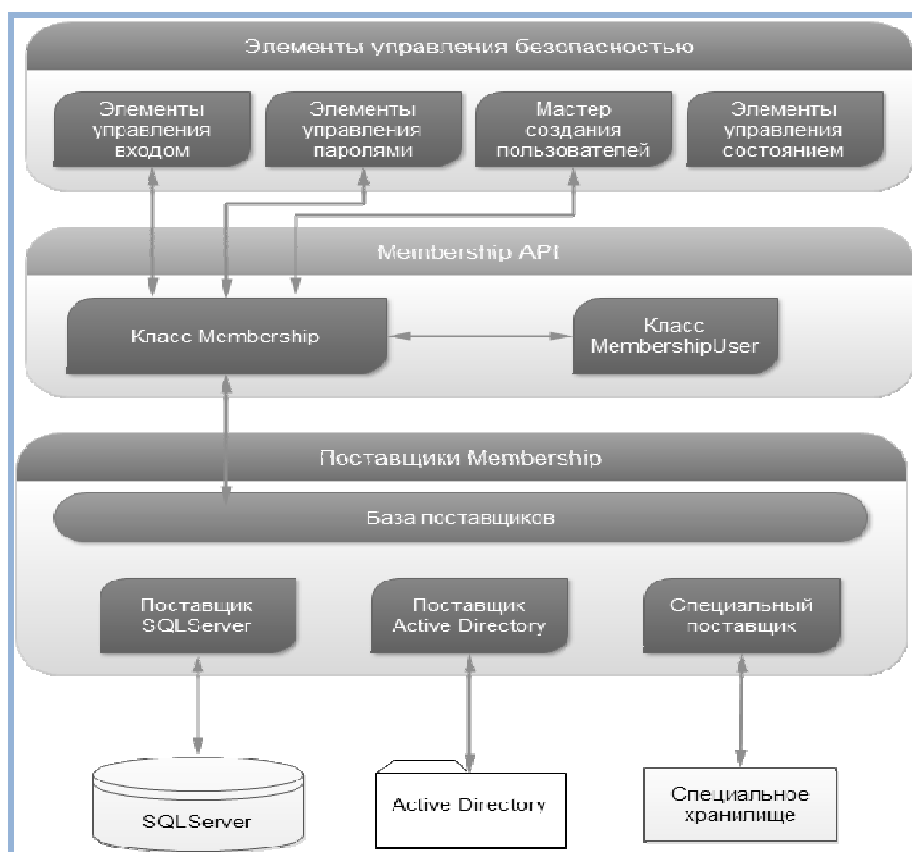 Элементы управления безопасностью
Элементы
управления
входом
Элементы
управления
паролями
Мастер
создания
пользователей
Элементы
управления
состоянием
Membership API
Класс Membership
Класс
MembershipUser
Поставщики Membership
База поставщиков
Поставщик
SQLServer
Поставщик
Active Directory
Специальный
поставщик
SQLServer
Active Directory
Специальное
хранилище